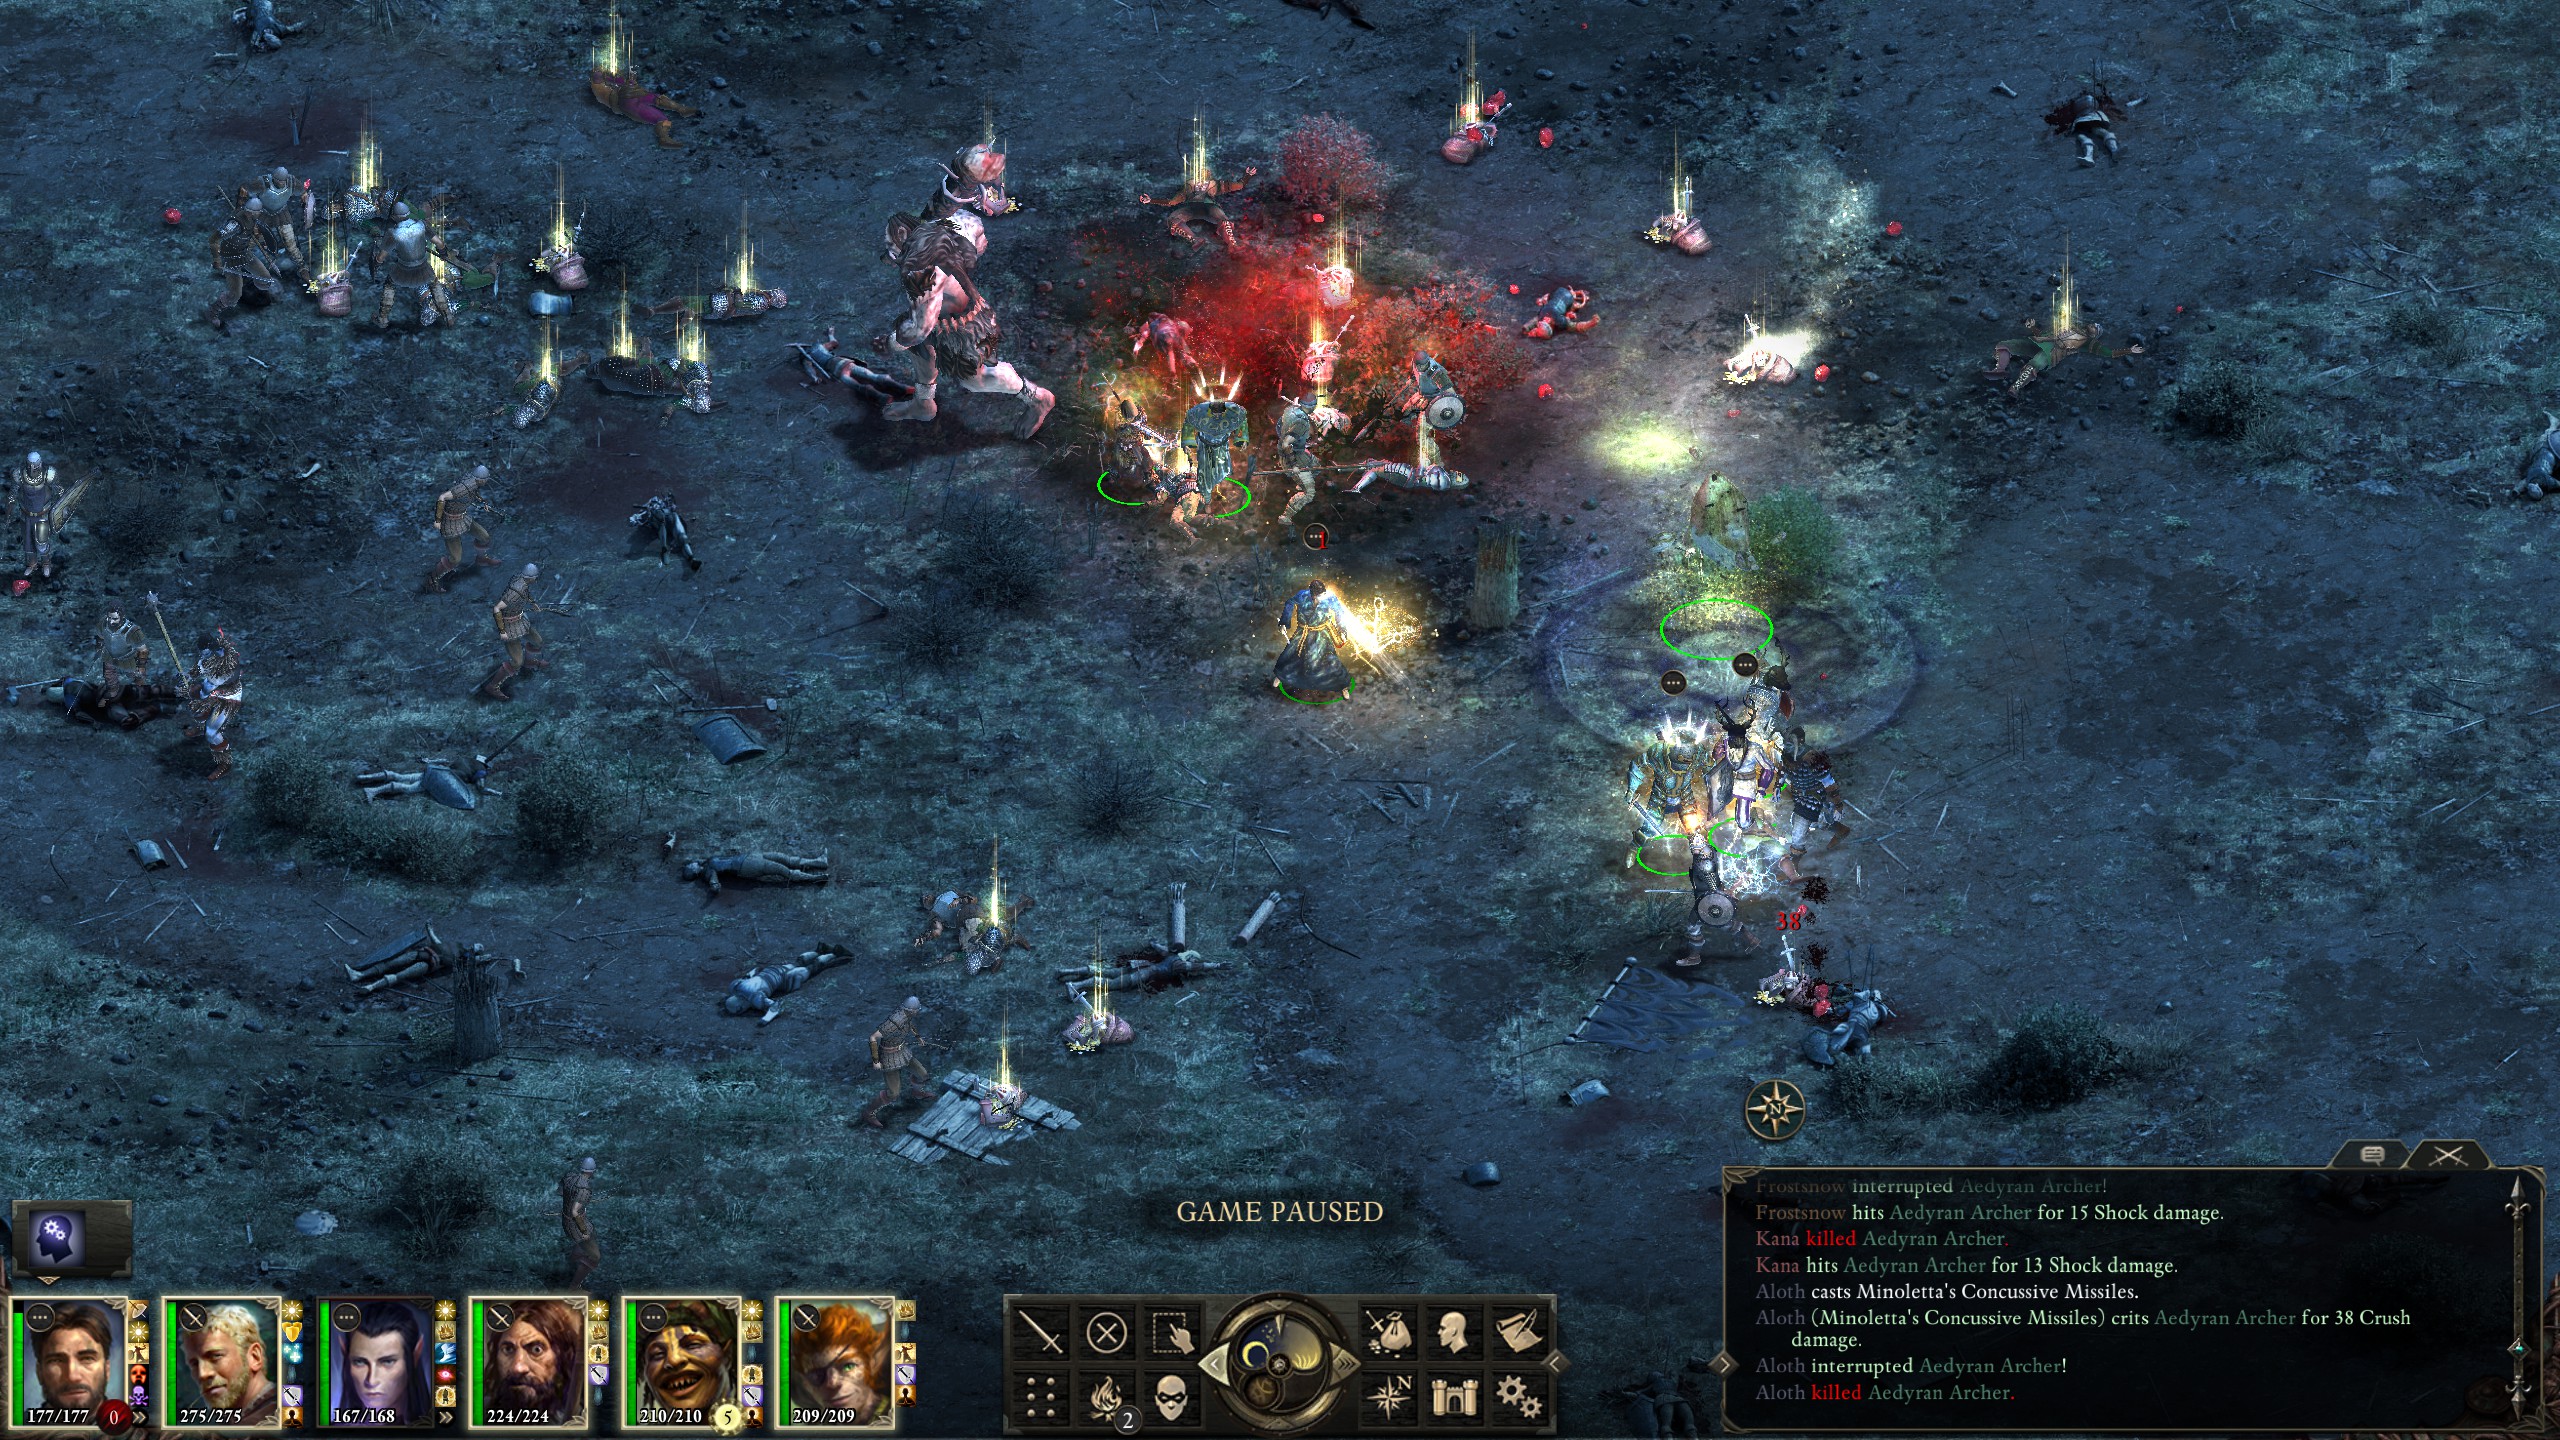 1
38
GAME PAUSED
N
Frostsnow interrupted Aedyran Archer!
Frostsnow hits Aedyran Archer for 15 Shock damage.
Kana killed Aedyran Archer.
Kana hits Aedyran Archer for 13 Shock damage.
Aloth casts Minoletta's Concussive Missiles.
Aloth (Minoletta's Concussive Missiles) crits Aedyran Archer for 38 Crush
damage.
Aloth interrupted Aedyran Archer!
Aloth killed Aedyran Archer.
177/177 0
275/275
167/168
224/224
210/210 5
209/209
2
N